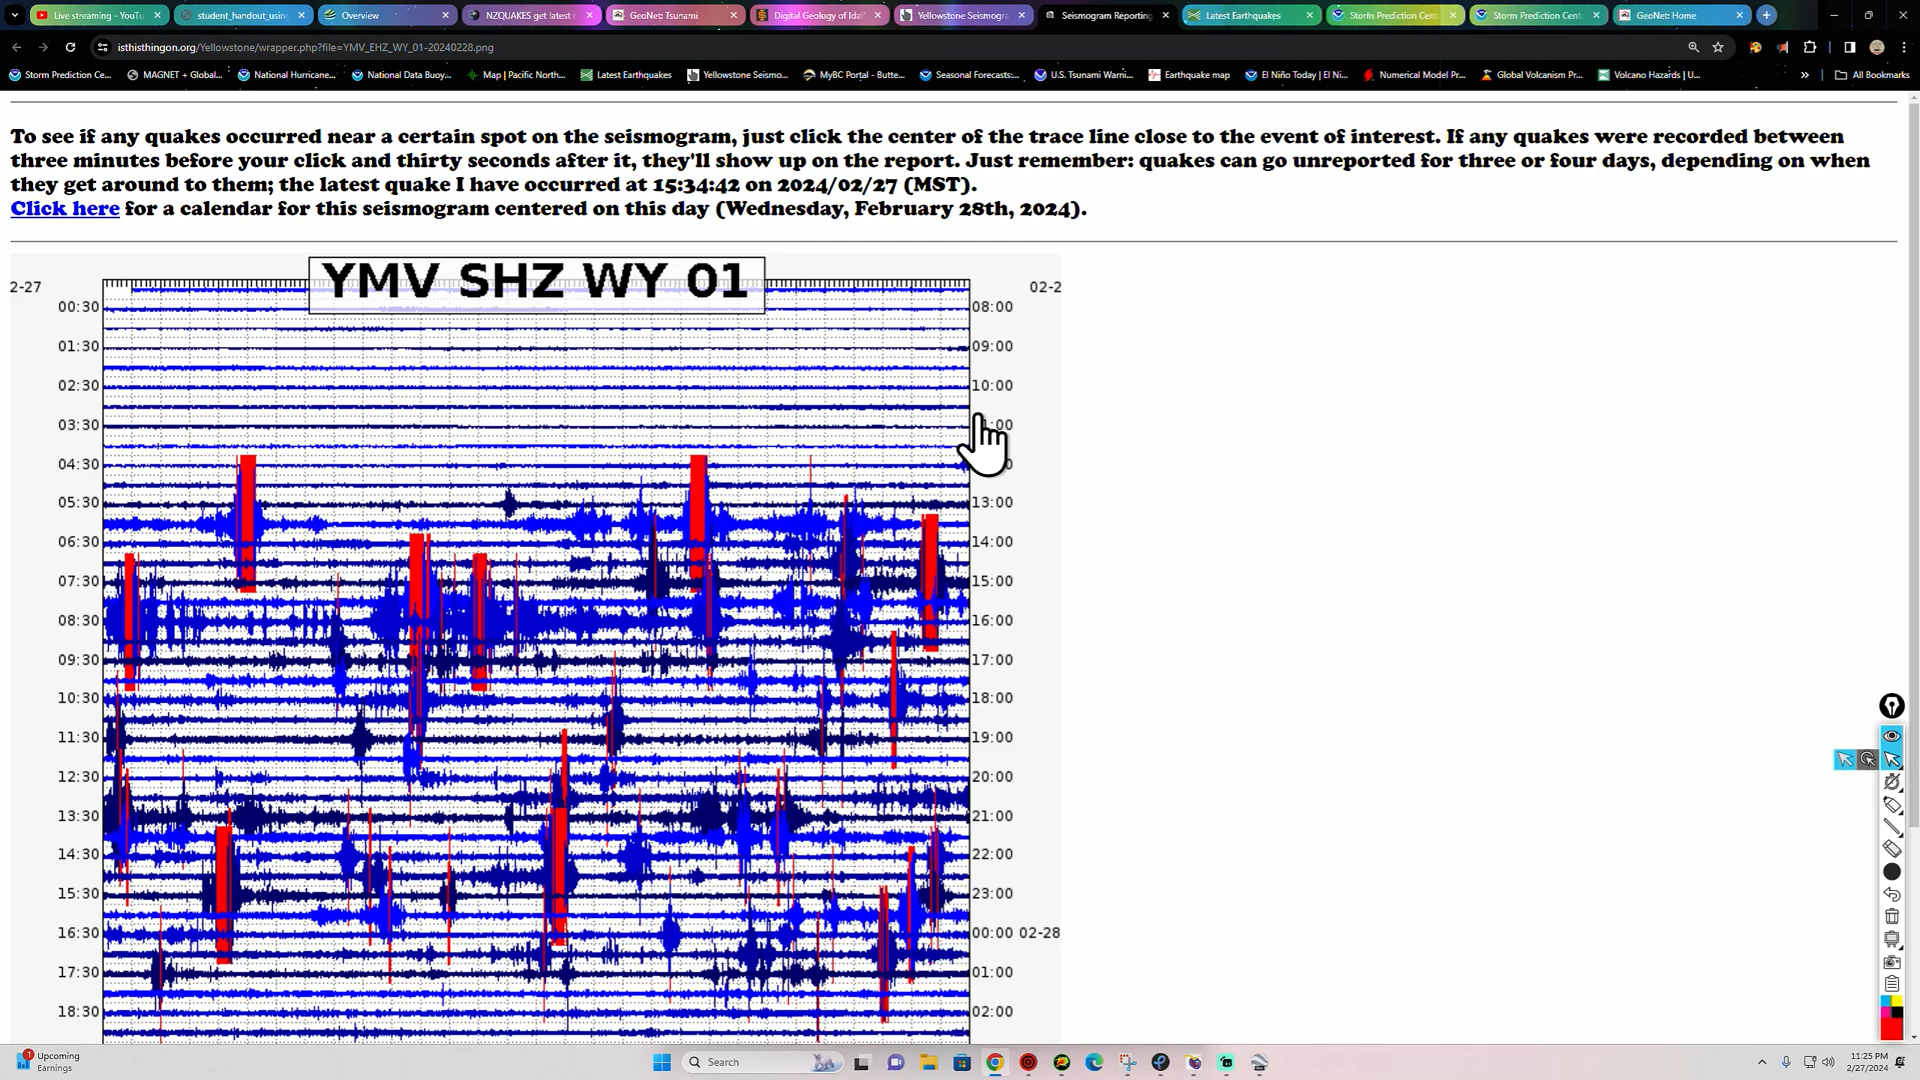 Live streaming - YouTu
student_handout_using
Overview
NZQUAKES get latest
GeoNet: Tsunami
Digital Geology of Idah
Yellowstone Seismogra
Seismogram Reporting
Latest Earthquakes
Storm Prediction Cent
Storm Prediction Cent
GeoNet: Home
isthisthingon.org/Yellowstone/wrapper.php?file=YMV_EHZ_WY_01-20240228.png
Storm Prediction Ce...
MAGNET + Global...
National Hurricane...
National Data Buoy...
Map | Pacific North...
Latest Earthquakes
Yellowstone Seismo...
MyBC Portal - Butte...
Seasonal Forecasts:...
U.S. Tsunami Warni...
Earthquake map
El Niño Today | El Ni...
Numerical Model Pr...
Global Volcanism Pr...
Volcano Hazards | U...
All Bookmarks
To see if any quakes occurred near a certain spot on the seismogram, just click the center of the trace line close to the event of interest. If any quakes were recorded between
three minutes before your click and thirty seconds after it, they'll show up on the report. Just remember: quakes can go unreported for three or four days, depending on when
they get around to them; the latest quake I have occurred at 15:34:42 on 2024/02/27 (MST).
Click here for a calendar for this seismogram centered on this day (Wednesday, February 28th, 2024).
YMV SHZ WY 01
2-27
02-2
00:30 08:00
01:30 09:00
02:30 10:00
03:30 :00
04:30
05:30 13:00
06:30 14:00
07:30 15:00
08:30 16:00
09:30 17:00
10:30 18:00
11:30 19:00
12:30 20:00
13:30 21:00
14:30 22:00
15:30 23:00
16:30 00:00 02-28
17:30 01:00
18:30 02:00
1
Upcoming
Earnings
Search
11:25 PM
2/27/2024